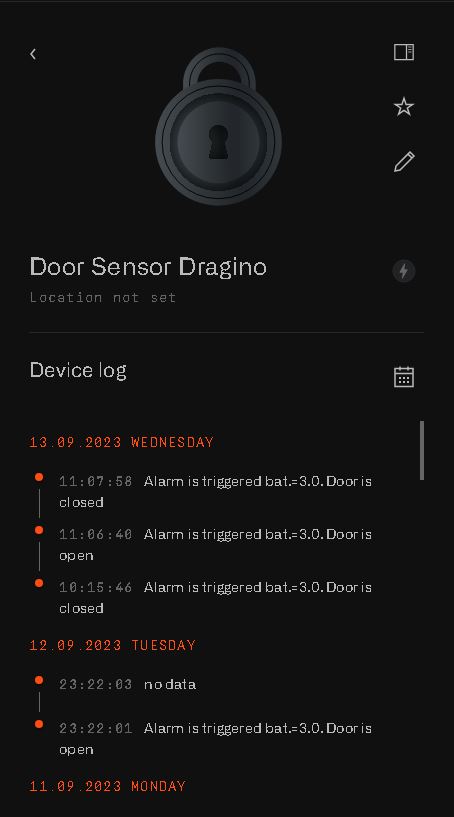 Door Sensor Dragino
Location not set
Device log
13.09.2023 WEDNESDAY
11:07:58 Alarm is triggered bat.=3.0. Door is
closed
11:06:40 Alarm is triggered bat.=3.0. Door is
open
10:15:46 Alarm is triggered bat.=3.0. Door is
closed
12.09.2023 TUESDAY
23:22:03 no data
23:22:01 Alarm is triggered bat.=3.0. Door is
open
11.09.2023 MONDAY